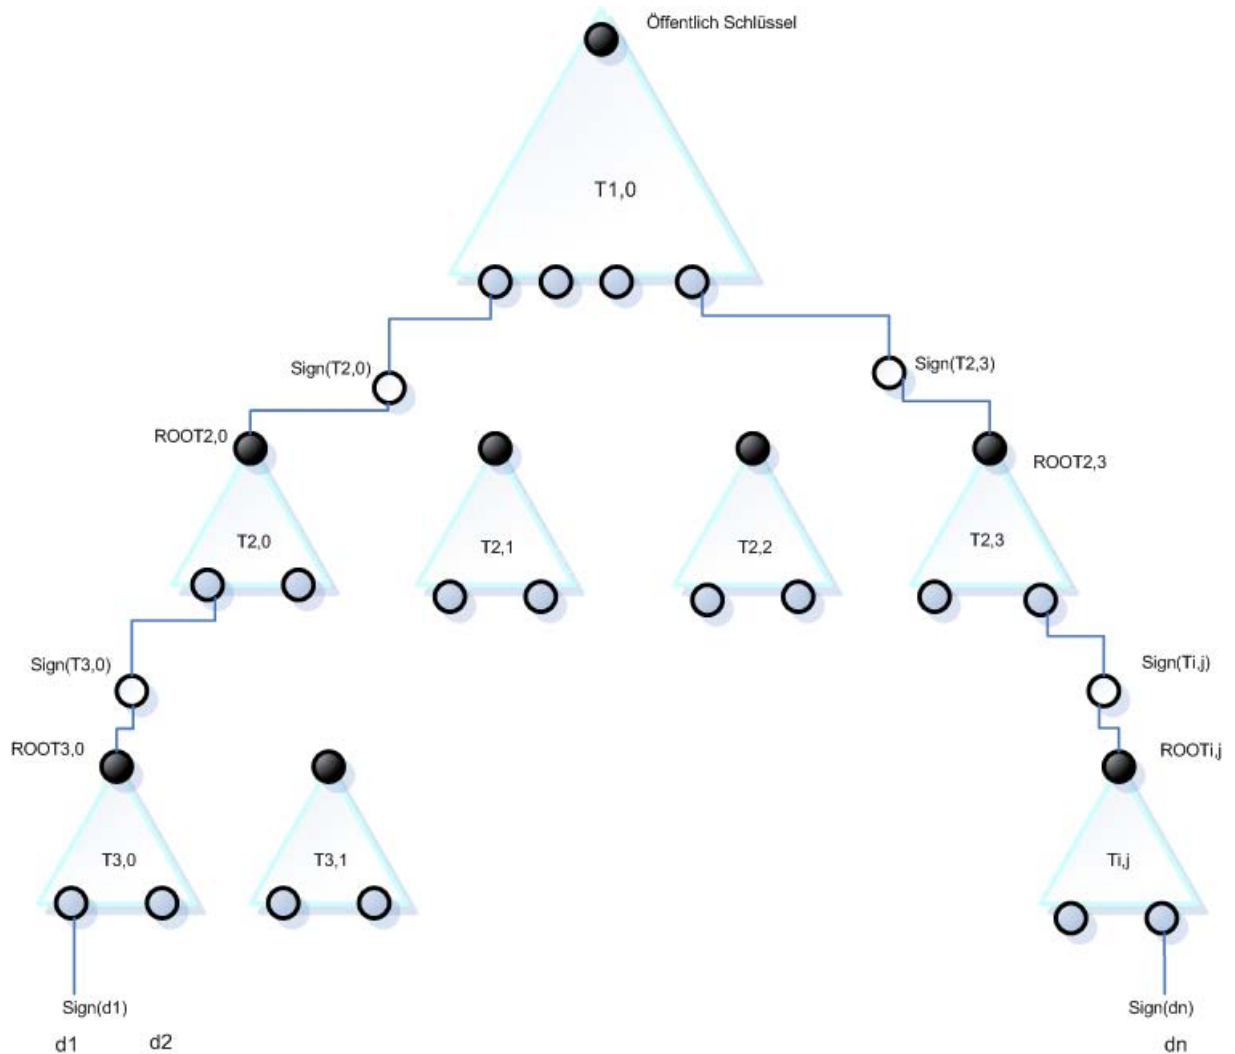 Öffentlich Schlüssel
T1,0
Sign(T2,0)
Sign(T2,3)
ROOT2,0
ROOT2,3
T2,0
T2,1
T2,2
T2,3
Sign(T3,0)
Sign(Ti,j)
ROOT3,0
ROOTi,j
T3,0
T3,1
Ti,j
Sign(d1)
Sign(dn)
d1
d2
dn